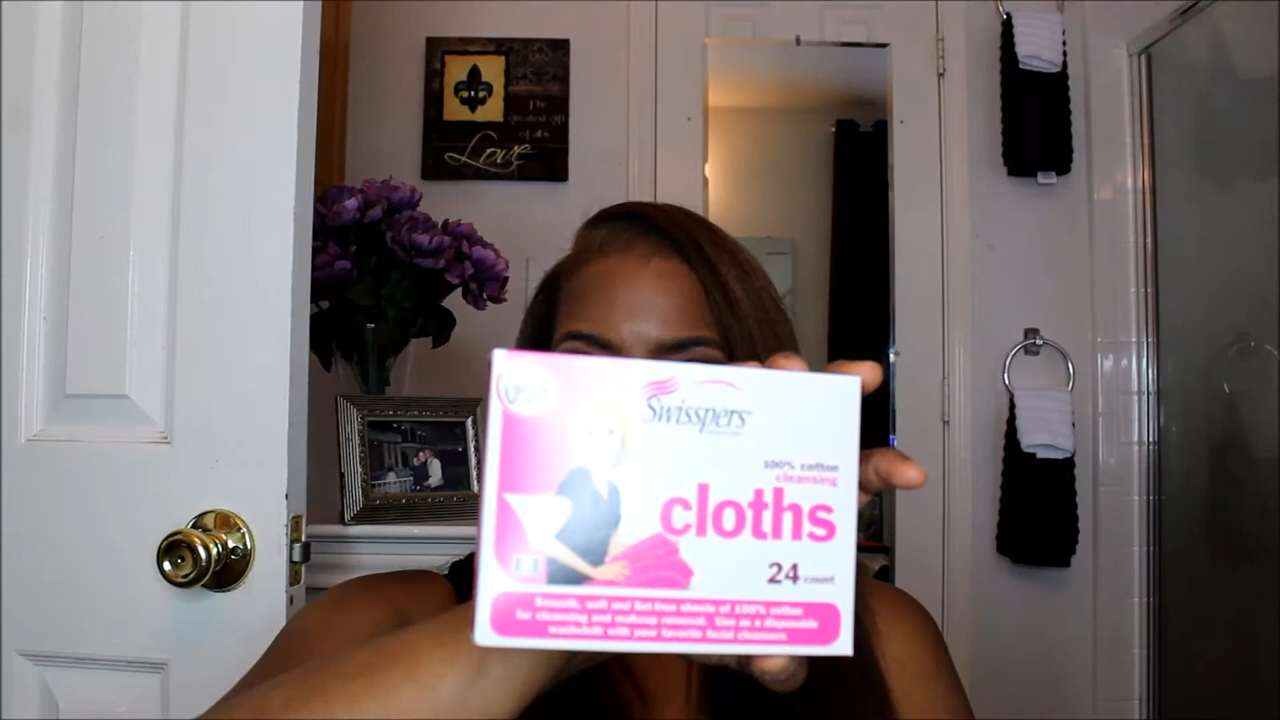 The
greatest gift
of all is
Love
Swisspers
100% cotton
cleansing
cloths
24 count
Smooth, soft and lint-free sheets of 100% cotton
for cleansing and makeup removal. Use as a disposable
washcloth with your favorite facial cleansers